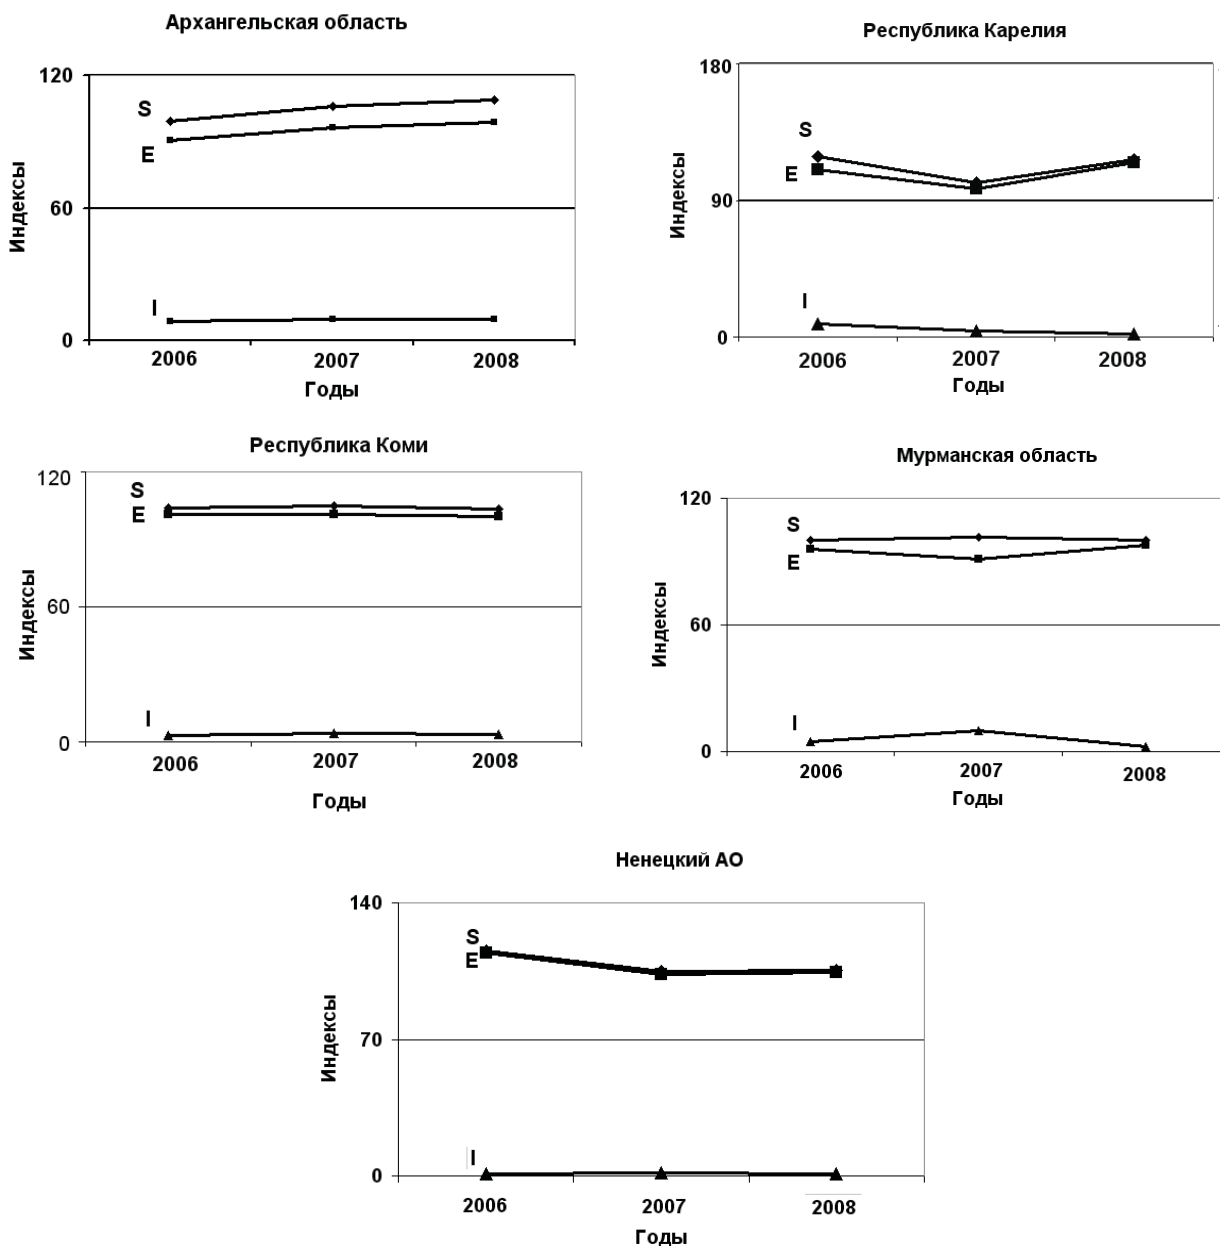 Архангельская область
120
S
E
60
I
0
Индексы
2006
2007
2008
Годы
Республика Карелия
180
S
E
90
I
0
Индексы
2006
2007
2008
Годы
Республика Коми
120
S
E
60
I
0
Индексы
2006
2007
2008
Годы
Мурманская область
120
S
E
60
I
0
Индексы
2006
2007
2008
Годы
Ненецкий АО
140
S
E
70
I
0
Индексы
2006
2007
2008
Годы